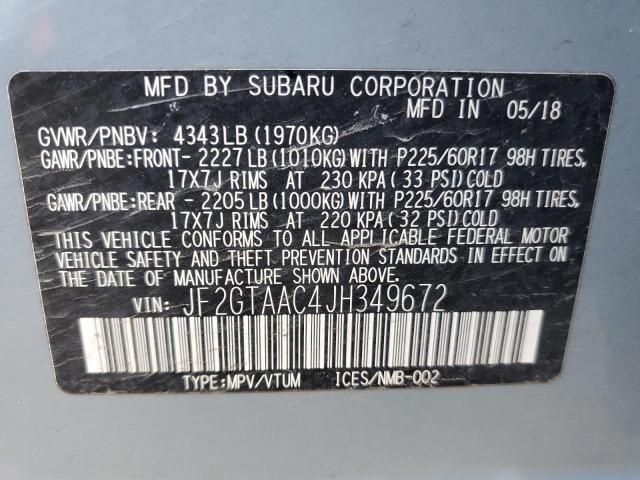 MFD BY SUBARU CORPORATION
MFD IN 05/18
GVWR/PNBV: 4343LB (1970KG)
GAWR/PNBE:FRONT- 2227 LB (1010KG) WITH P225/60R17 98H TIRES,
17X7J RIMS AT 230 KPA (33 PSI) COLD
GAWR/PNBE:REAR - 2205 LB (1000KG) WITH P225/60R17 98H TIRES,
17X7J RIMS AT 220 KPA (32 PSI) COLD
THIS VEHICLE CONFORMS TO ALL APPLICABLE FEDERAL MOTOR
VEHICLE SAFETY AND THEFT PREVENTION STANDARDS IN EFFECT ON
THE DATE OF MANUFACTURE SHOWN ABOVE.
VIN: JF2GTAAC4JH349672
TYPE:MPV/VTUM ICES/NMB-002